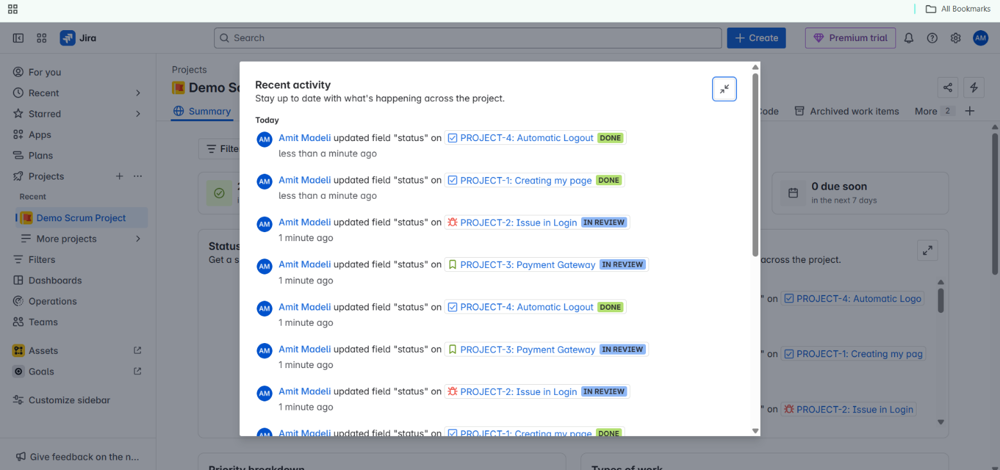 All Bookmarks
Jira
Search
Create
Premium trial
AM
For you
Recent
Starred
Apps
Plans
Projects
Recent
Demo Scrum Project
More projects
Filters
Dashboards
Operations
Teams
Assets
Goals
Customize sidebar
Give feedback on the n...
Projects
Demo Sc
Summary
Code
Archived work items
More 2
Filte
0 due soon
in the next 7 days
Status
Get a s
across the project.
" on PROJECT-4: Automatic Logo
" on PROJECT-1: Creating my pag
" on PROJECT-2: Issue in Login
Priority breakdown
Types of work
Recent activity
Stay up to date with what's happening across the project.
Today
AM Amit Madeli updated field "status" on PROJECT-4: Automatic Logout DONE
less than a minute ago
AM Amit Madeli updated field "status" on PROJECT-1: Creating my page DONE
less than a minute ago
AM Amit Madeli updated field "status" on PROJECT-2: Issue in Login IN REVIEW
1 minute ago
AM Amit Madeli updated field "status" on PROJECT-3: Payment Gateway IN REVIEW
1 minute ago
AM Amit Madeli updated field "status" on PROJECT-4: Automatic Logout DONE
1 minute ago
AM Amit Madeli updated field "status" on PROJECT-3: Payment Gateway IN REVIEW
1 minute ago
AM Amit Madeli updated field "status" on PROJECT-2: Issue in Login IN REVIEW
1 minute ago
AM Amit Madeli updated field "status" on PROJECT-1: Creating my page DONE